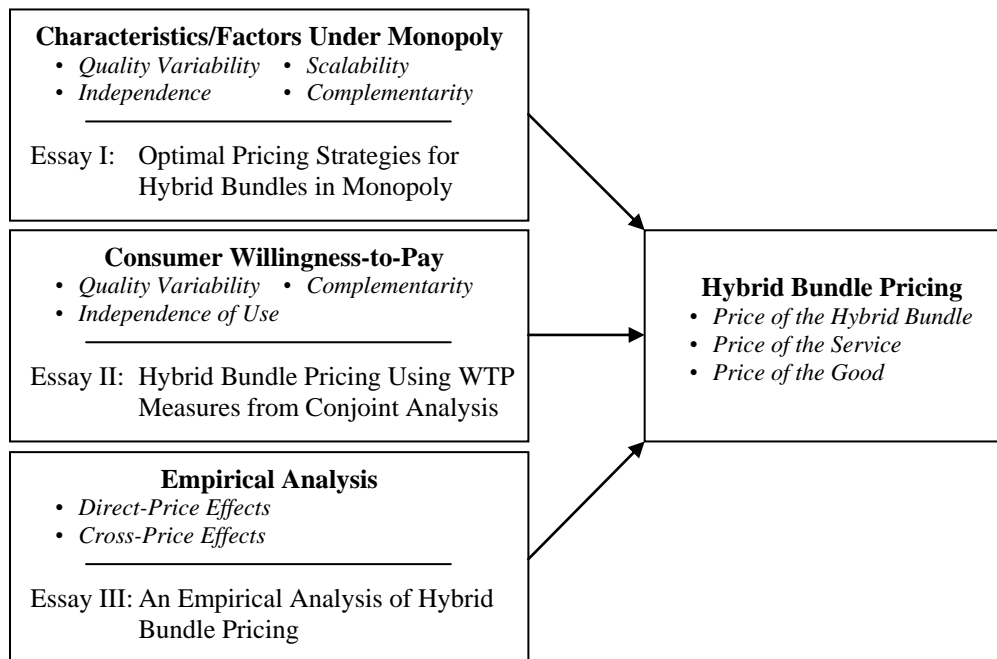 Characteristics/Factors Under Monopoly
• Quality Variability • Scalability
• Independence • Complementarity
Essay I: Optimal Pricing Strategies for
Hybrid Bundles in Monopoly
Consumer Willingness-to-Pay
• Quality Variability • Complementarity
• Independence of Use
Essay II: Hybrid Bundle Pricing Using WTP
Measures from Conjoint Analysis
Empirical Analysis
• Direct-Price Effects
• Cross-Price Effects
Essay III: An Empirical Analysis of Hybrid
Bundle Pricing
Hybrid Bundle Pricing
• Price of the Hybrid Bundle
• Price of the Service
• Price of the Good